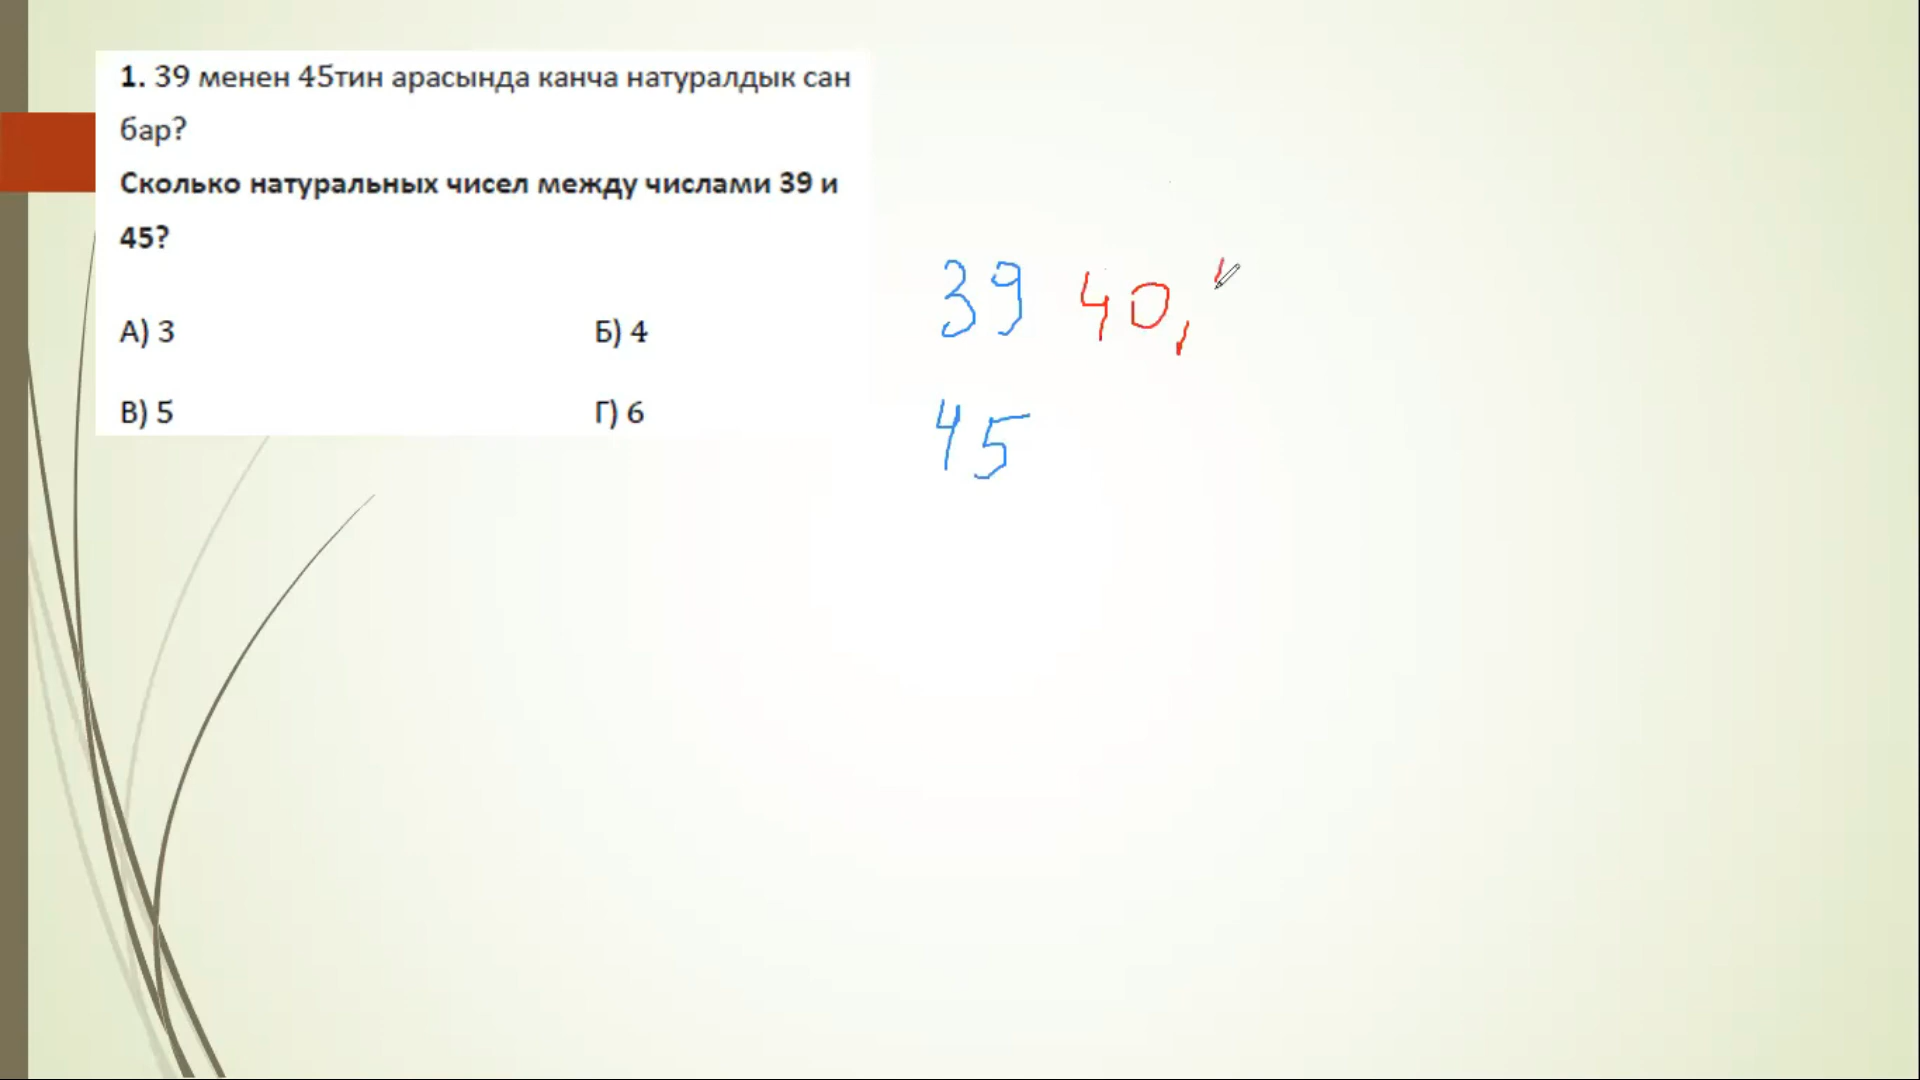 1. 39 менен 45тин арасында канча натуралдык сан
бар?
Сколько натуральных чисел между числами 39 и
45?
А) 3 Б) 4
В) 5 Г) 6
39 40,
45